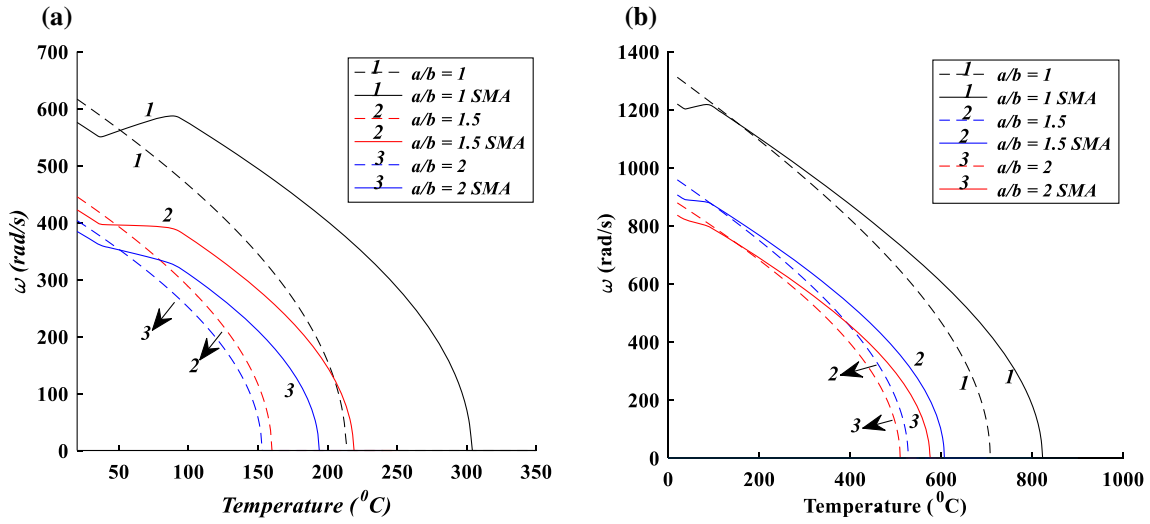 (a)
700
600
500
400
300
200
100
0
50
100
150
200
250
300
350
ω (rad/s)
Temperature (⁰C)
1 a/b = 1
1 a/b = 1 SMA
2 a/b = 1.5
2 a/b = 1.5 SMA
3 a/b = 2
3 a/b = 2 SMA
1
1
2
3
2
3
(b)
1400
1200
1000
800
600
400
200
0
0
200
400
600
800
1000
ω (rad/s)
Temperature (⁰C)
1 a/b = 1
1 a/b = 1 SMA
2 a/b = 1.5
2 a/b = 1.5 SMA
3 a/b = 2
3 a/b = 2 SMA
2
2
1
1
3
3